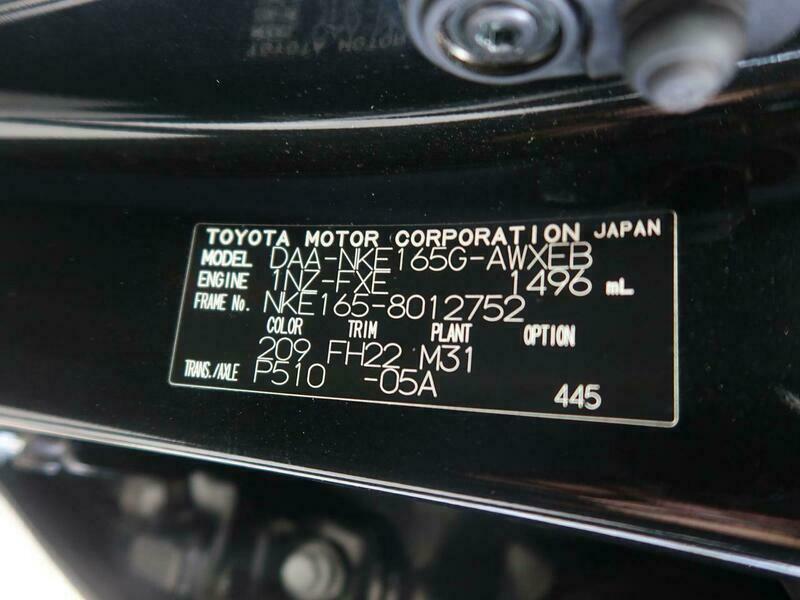 TOYOTA MOTOR CORPORATION JAPAN
MODEL DAA-NKE165G-AWXEB
ENGINE 1NZ-FXE 1496 mL
FRAME No. NKE165-8012752
COLOR TRIM PLANT OPTION
209 FH22 M31
TRANS./AXLE P510 -05A
445